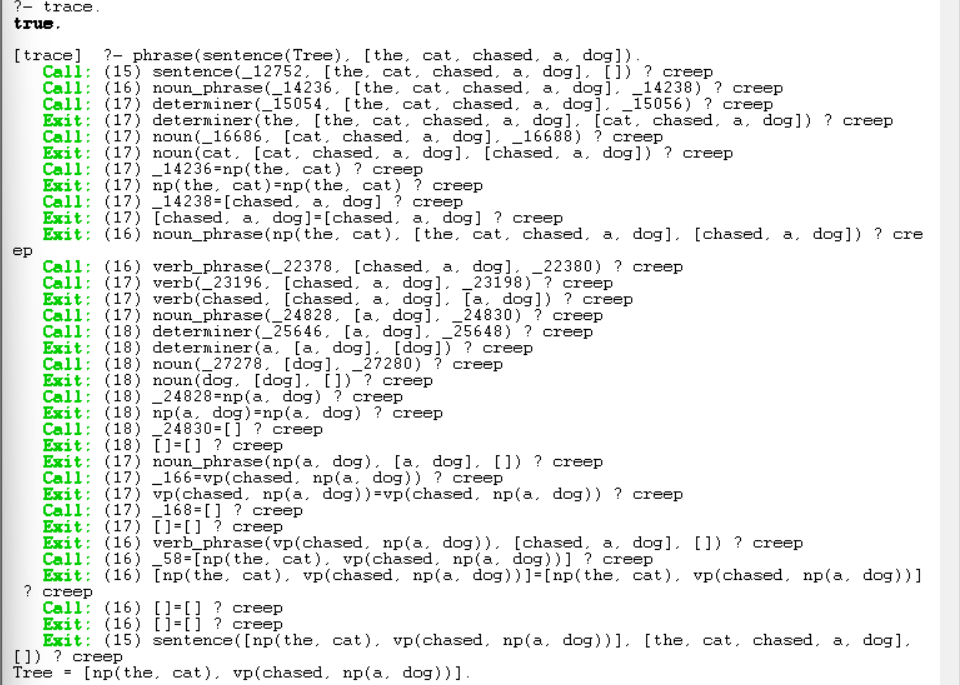 ?- trace.
true.
[trace]  ?- phrase(sentence(Tree), [the, cat, chased, a, dog]).
   Call: (15) sentence(_12752, [the, cat, chased, a, dog], []) ? creep
   Call: (16) noun_phrase(_14236, [the, cat, chased, a, dog], _14238) ? creep
   Call: (17) determiner(_15054, [the, cat, chased, a, dog], _15056) ? creep
   Exit: (17) determiner(the, [the, cat, chased, a, dog], [cat, chased, a, dog]) ? creep
   Call: (17) noun(_16686, [cat, chased, a, dog], _16688) ? creep
   Exit: (17) noun(cat, [cat, chased, a, dog], [chased, a, dog]) ? creep
   Call: (17) _14236=np(the, cat) ? creep
   Exit: (17) np(the, cat)=np(the, cat) ? creep
   Call: (17) _14238=[chased, a, dog] ? creep
   Exit: (17) [chased, a, dog]=[chased, a, dog] ? creep
   Exit: (16) noun_phrase(np(the, cat), [the, cat, chased, a, dog], [chased, a, dog]) ? cre
ep
   Call: (16) verb_phrase(_22378, [chased, a, dog], _22380) ? creep
   Call: (17) verb(_23196, [chased, a, dog], _23198) ? creep
   Exit: (17) verb(chased, [chased, a, dog], [a, dog]) ? creep
   Call: (17) noun_phrase(_24828, [a, dog], _24830) ? creep
   Call: (18) determiner(_25646, [a, dog], _25648) ? creep
   Exit: (18) determiner(a, [a, dog], [dog]) ? creep
   Call: (18) noun(_27278, [dog], _27280) ? creep
   Exit: (18) noun(dog, [dog], []) ? creep
   Call: (18) _24828=np(a, dog) ? creep
   Exit: (18) np(a, dog)=np(a, dog) ? creep
   Call: (18) _24830=[] ? creep
   Exit: (18) []=[] ? creep
   Exit: (17) noun_phrase(np(a, dog), [a, dog], []) ? creep
   Call: (17) _166=vp(chased, np(a, dog)) ? creep
   Exit: (17) vp(chased, np(a, dog))=vp(chased, np(a, dog)) ? creep
   Call: (17) _168=[] ? creep
   Exit: (17) []=[] ? creep
   Exit: (16) verb_phrase(vp(chased, np(a, dog)), [chased, a, dog], []) ? creep
   Call: (16) _58=[np(the, cat), vp(chased, np(a, dog))] ? creep
   Exit: (16) [np(the, cat), vp(chased, np(a, dog))]=[np(the, cat), vp(chased, np(a, dog))]
 ? creep
   Call: (16) []=[] ? creep
   Exit: (16) []=[] ? creep
   Exit: (15) sentence([np(the, cat), vp(chased, np(a, dog))], [the, cat, chased, a, dog],
[]) ? creep
Tree = [np(the, cat), vp(chased, np(a, dog))].